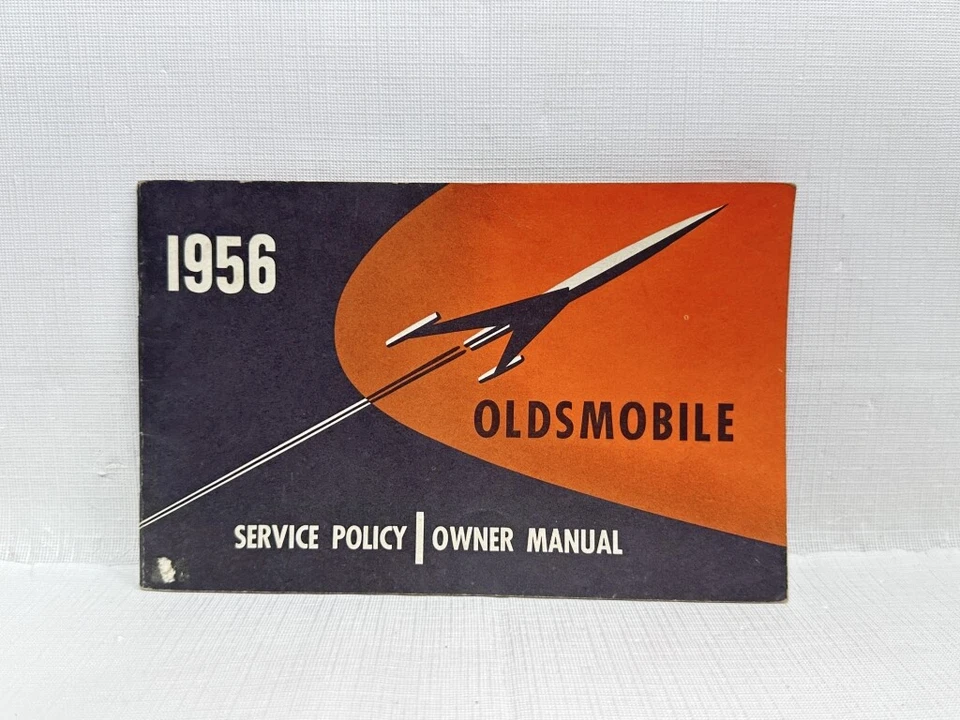 1956
OLDSMOBILE
SERVICE POLICY | OWNER MANUAL